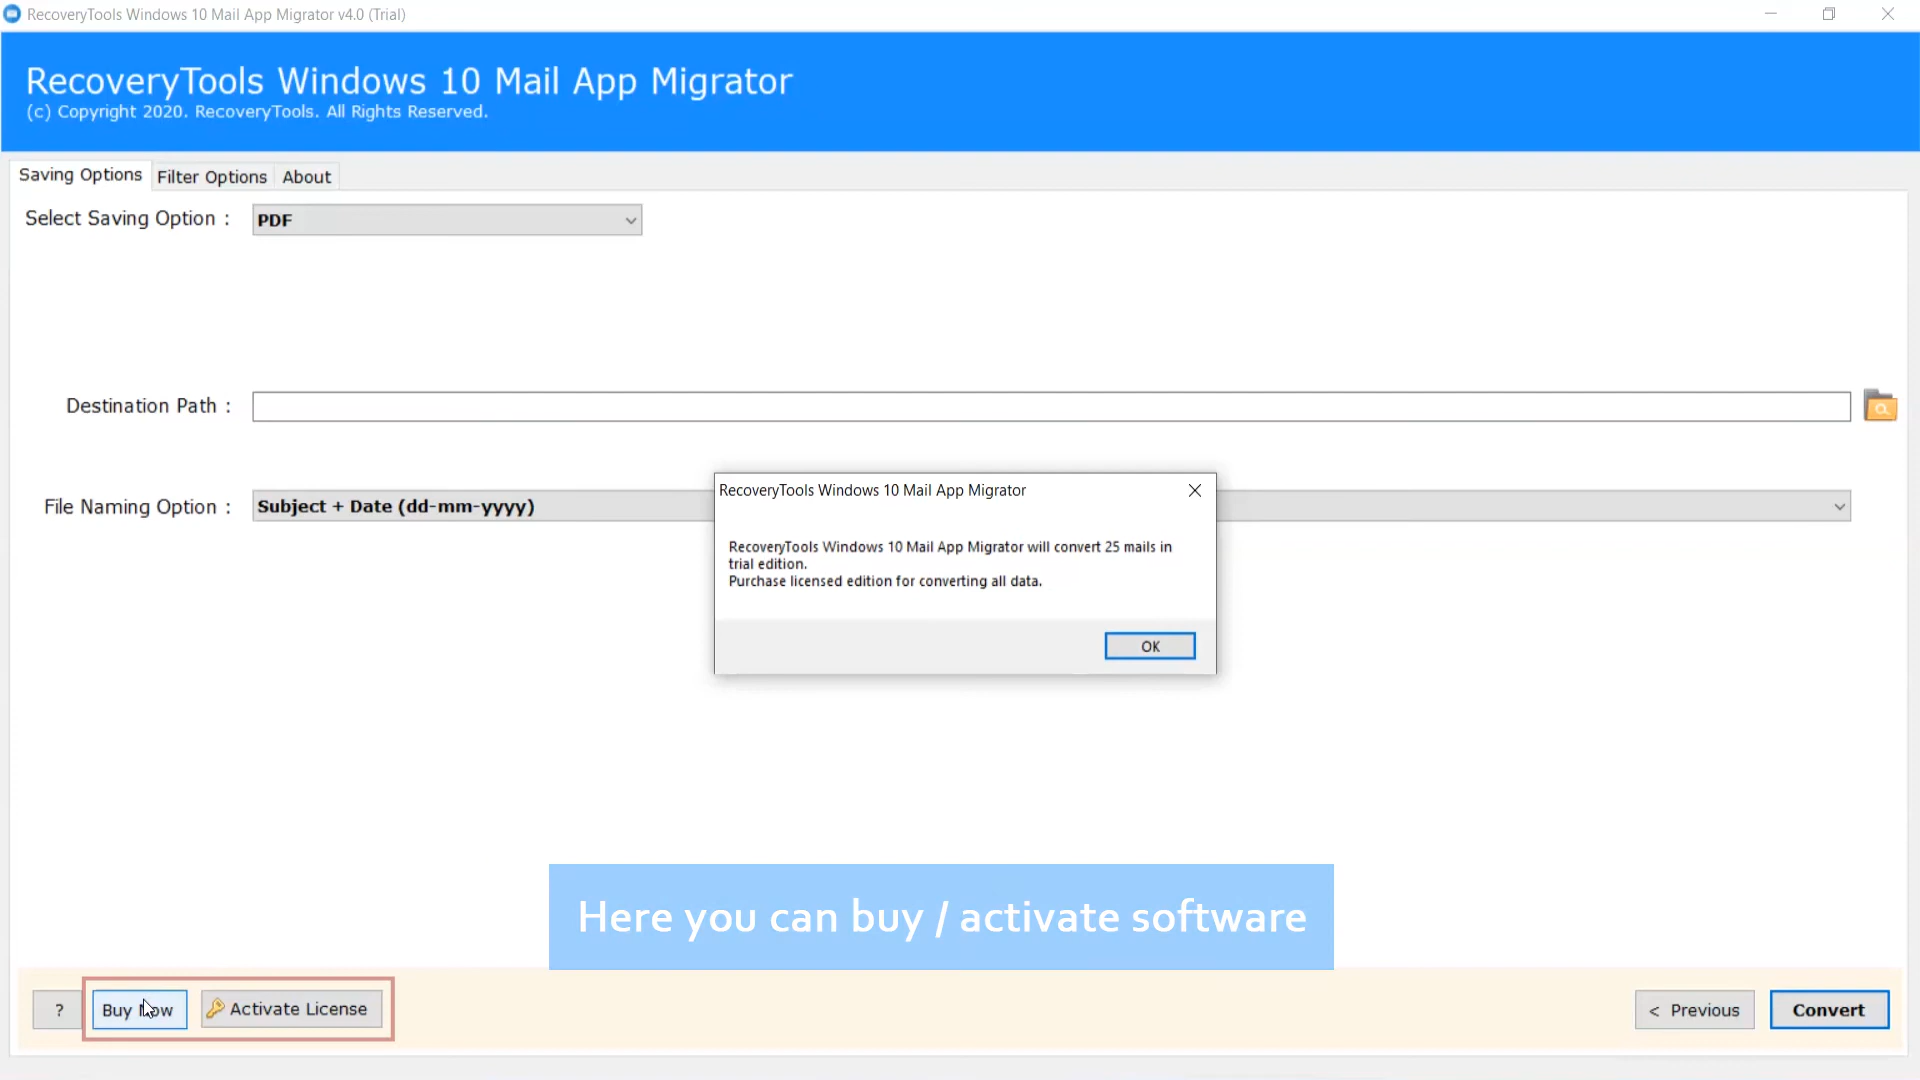 RecoveryTools Windows 10 Mail App Migrator v4.0 (Trial)
RecoveryTools Windows 10 Mail App Migrator
(c) Copyright 2020. RecoveryTools. All Rights Reserved.
Saving Options
Filter Options
About
Select Saving Option :
PDF
Destination Path :
File Naming Option :
Subject + Date (dd-mm-yyyy)
RecoveryTools Windows 10 Mail App Migrator
RecoveryTools Windows 10 Mail App Migrator will convert 25 mails in
trial edition.
Purchase licensed edition for converting all data.
OK
Here you can buy / activate software
?
Buy Now
Activate License
< Previous
Convert